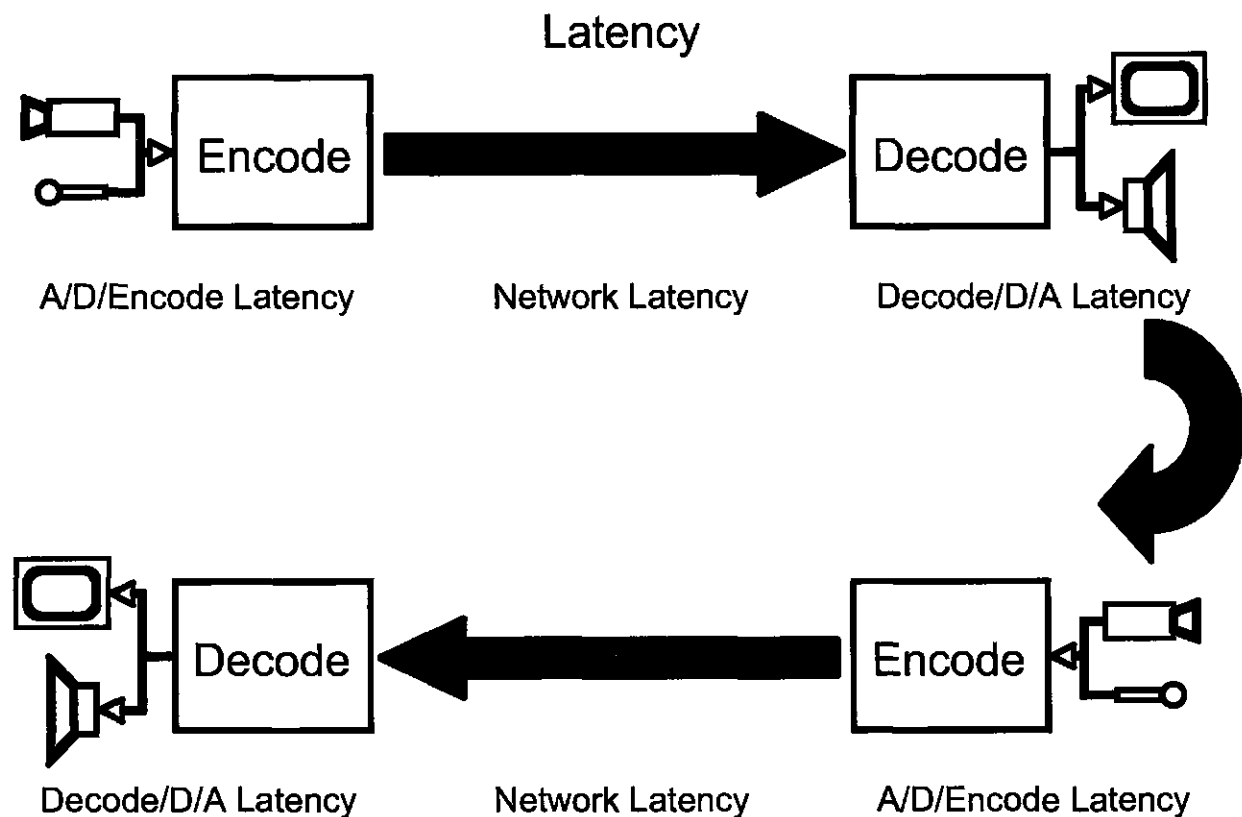 Latency
Encode
Decode
A/D/Encode Latency
Network Latency
Decode/D/A Latency
Decode
Encode
Decode/D/A Latency
Network Latency
A/D/Encode Latency